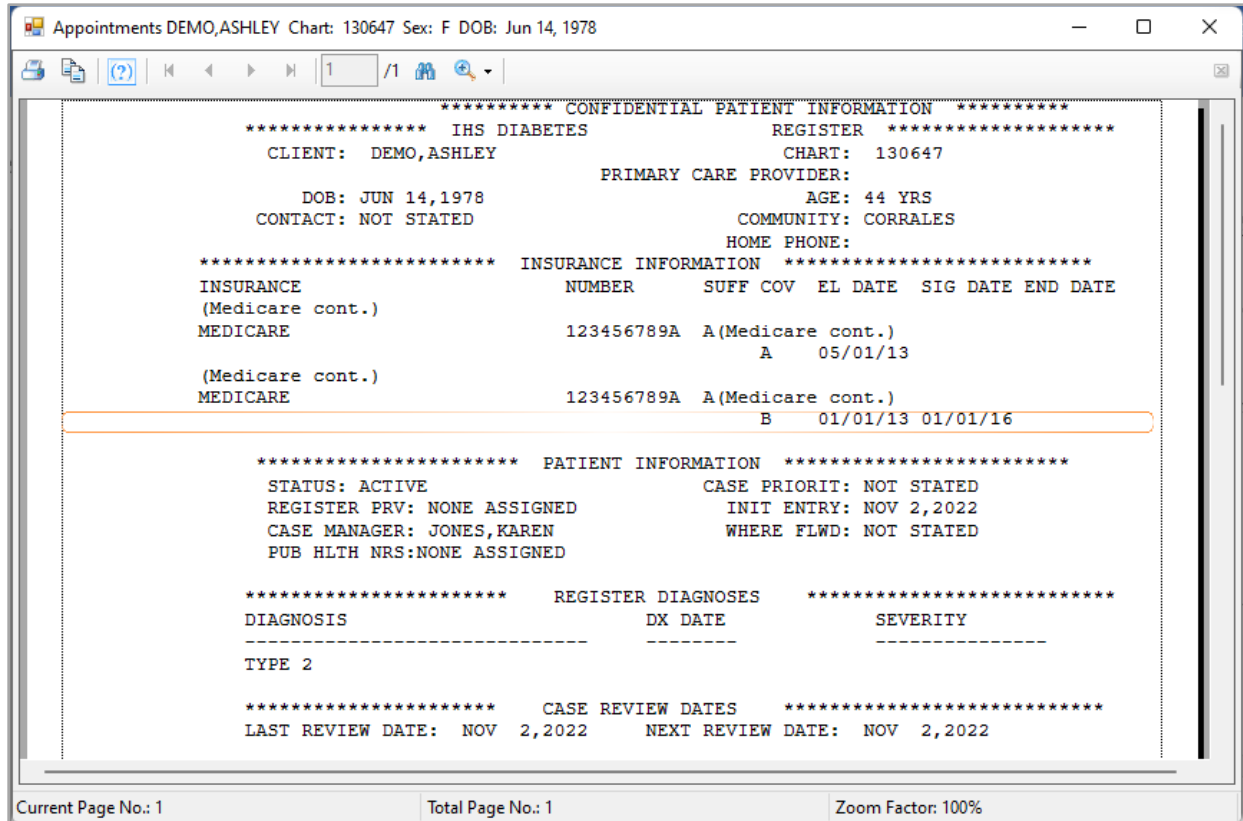 Appointments DEMO,ASHLEY Chart: 130647 Sex: F DOB: Jun 14, 1978
(?) 1 /1
********** CONFIDENTIAL PATIENT INFORMATION **********
**************** IHS DIABETES REGISTER ********************
CLIENT: DEMO,ASHLEY CHART: 130647
PRIMARY CARE PROVIDER:
DOB: JUN 14,1978 AGE: 44 YRS
CONTACT: NOT STATED COMMUNITY: CORRALES
HOME PHONE:
************************** INSURANCE INFORMATION ***************************
INSURANCE NUMBER SUFF COV EL DATE SIG DATE END DATE
(Medicare cont.)
MEDICARE 123456789A A(Medicare cont.)
A 05/01/13
(Medicare cont.)
MEDICARE 123456789A A(Medicare cont.)
B 01/01/13 01/01/16
*********************** PATIENT INFORMATION *************************
STATUS: ACTIVE CASE PRIORIT: NOT STATED
REGISTER PRV: NONE ASSIGNED INIT ENTRY: NOV 2,2022
CASE MANAGER: JONES,KAREN WHERE FLWD: NOT STATED
PUB HLTH NRS:NONE ASSIGNED
*********************** REGISTER DIAGNOSES ***************************
DIAGNOSIS DX DATE SEVERITY
------------------------------ -------- ---------------
TYPE 2
********************** CASE REVIEW DATES ****************************
LAST REVIEW DATE: NOV 2,2022 NEXT REVIEW DATE: NOV 2,2022
Current Page No.: 1 Total Page No.: 1 Zoom Factor: 100%